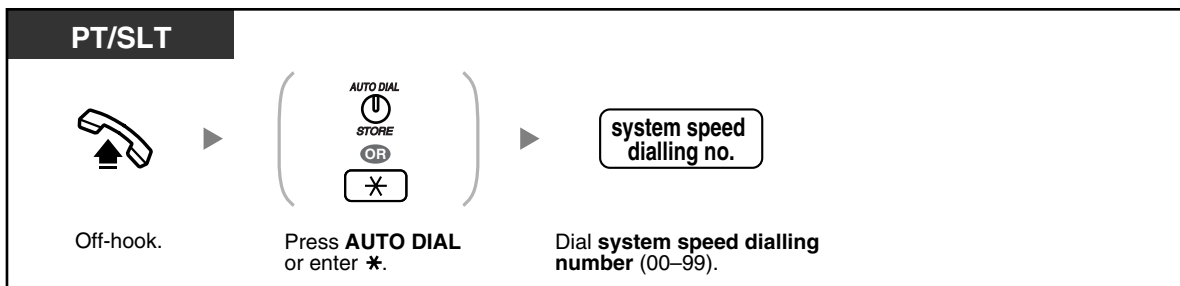 PT/SLT
AUTO DIAL
STORE
OR
✳
system speed
dialling no.
Off-hook.
Press AUTO DIAL
or enter ✳.
Dial system speed dialling
number (00–99).